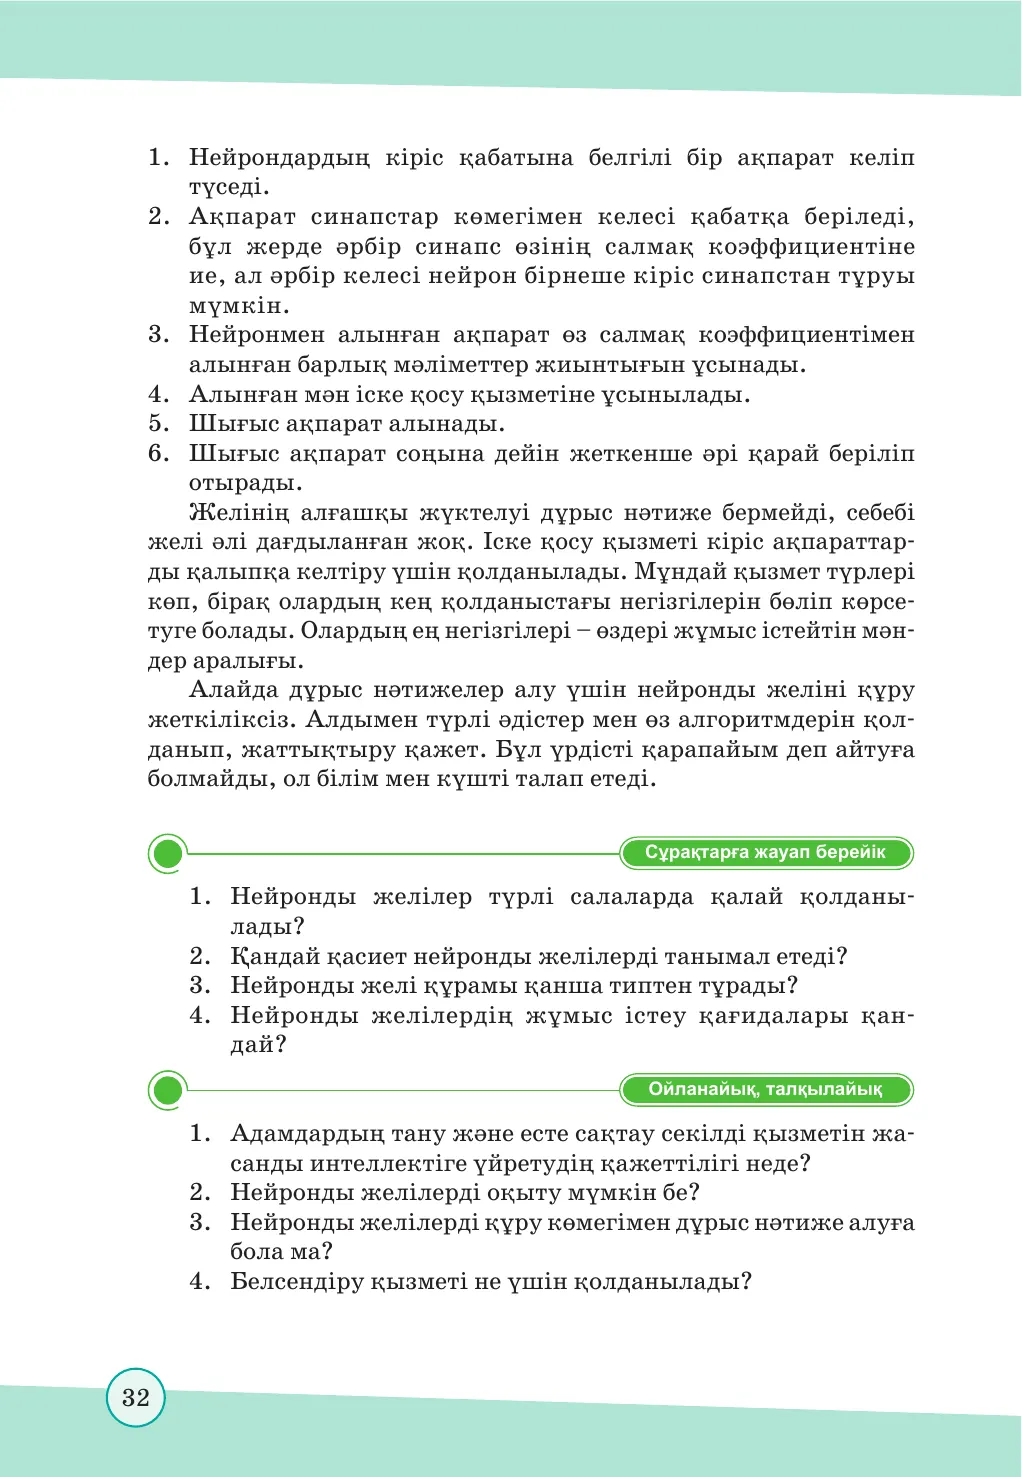 1. Нейрондардың кіріс қабатына белгілі бір ақпарат келіп
түседі.
2. Ақпарат синапстар көмегімен келесі қабатқа беріледі,
бұл жерде әрбір синапс өзінің салмақ коэффициентіне
ие, ал әрбір келесі нейрон бірнеше кіріс синапстан тұруы
мүмкін.
3. Нейронмен алынған ақпарат өз салмақ коэффициентімен
алынған барлық мәліметтер жиынтығын ұсынады.
4. Алынған мән іске қосу қызметіне ұсынылады.
5. Шығыс ақпарат алынады.
6. Шығыс ақпарат соңына дейін жеткенше әрі қарай беріліп
отырады.
Желінің алғашқы жүктелуі дұрыс нәтиже бермейді, себебі
желі әлі дағдыланған жоқ. Іске қосу қызметі кіріс ақпараттар-
ды қалыпқа келтіру үшін қолданылады. Мұндай қызмет түрлері
көп, бірақ олардың кең қолданыстағы негізгілерін бөліп көрсе-
туге болады. Олардың ең негізгілері – өздері жұмыс істейтін мән-
дер аралығы.
Алайда дұрыс нәтижелер алу үшін нейронды желіні құру
жеткіліксіз. Алдымен түрлі әдістер мен өз алгоритмдерін қол-
данып, жаттықтыру қажет. Бұл үрдісті қарапайым деп айтуға
болмайды, ол білім мен күшті талап етеді.
Сұрақтарға жауап берейік
1. Нейронды желілер түрлі салаларда қалай қолданы-
лады?
2. Қандай қасиет нейронды желілерді танымал етеді?
3. Нейронды желі құрамы қанша типтен тұрады?
4. Нейронды желілердің жұмыс істеу қағидалары қан-
дай?
Ойланайық, талқылайық
1. Адамдардың тану және есте сақтау секілді қызметін жа-
санды интеллектіге үйретудің қажеттілігі неде?
2. Нейронды желілерді оқыту мүмкін бе?
3. Нейронды желілерді құру көмегімен дұрыс нәтиже алуға
бола ма?
4. Белсендіру қызметі не үшін қолданылады?
32